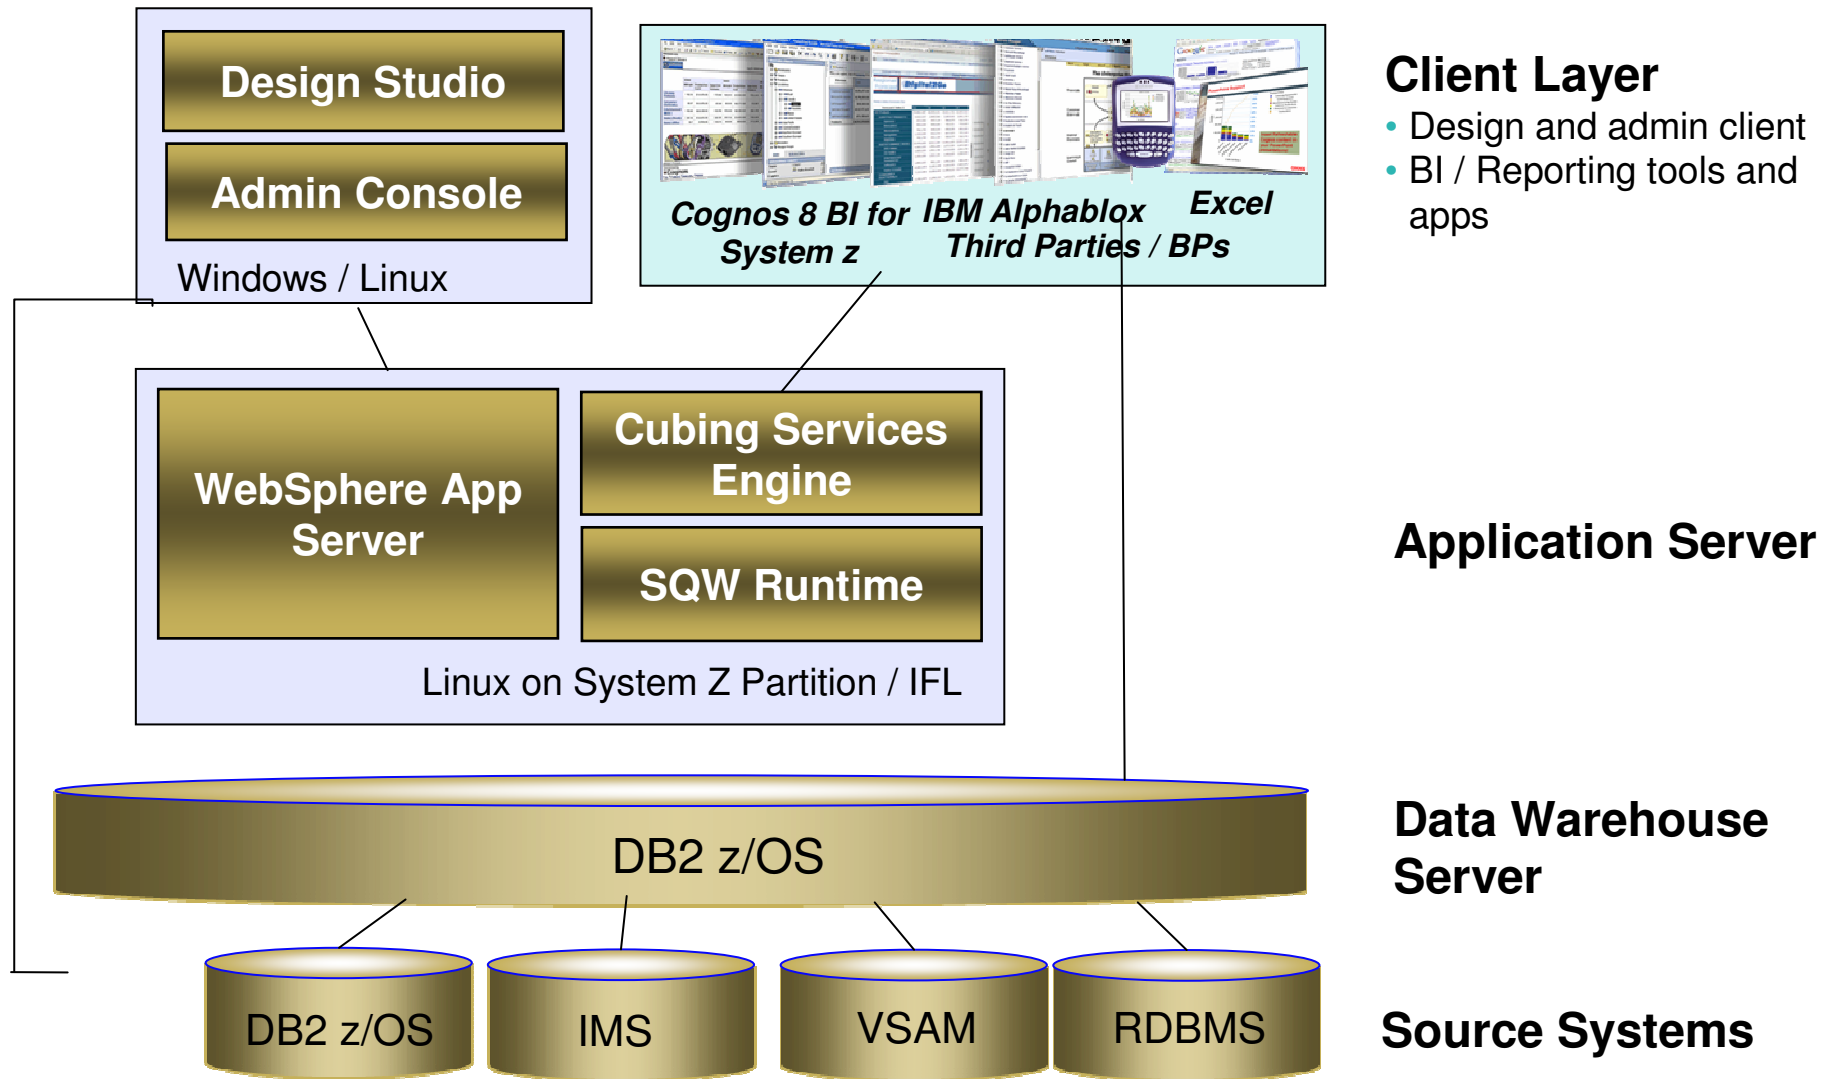 Design Studio
Admin Console
Windows / Linux
Cognos 8 BI for
System z
IBM Alphablox
Third Parties / BPs
Excel
Client Layer
• Design and admin client
• BI / Reporting tools and
apps
WebSphere App
Server
Cubing Services
Engine
SQW Runtime
Linux on System Z Partition / IFL
Application Server
DB2 z/OS
Data Warehouse
Server
DB2 z/OS
IMS
VSAM
RDBMS
Source Systems